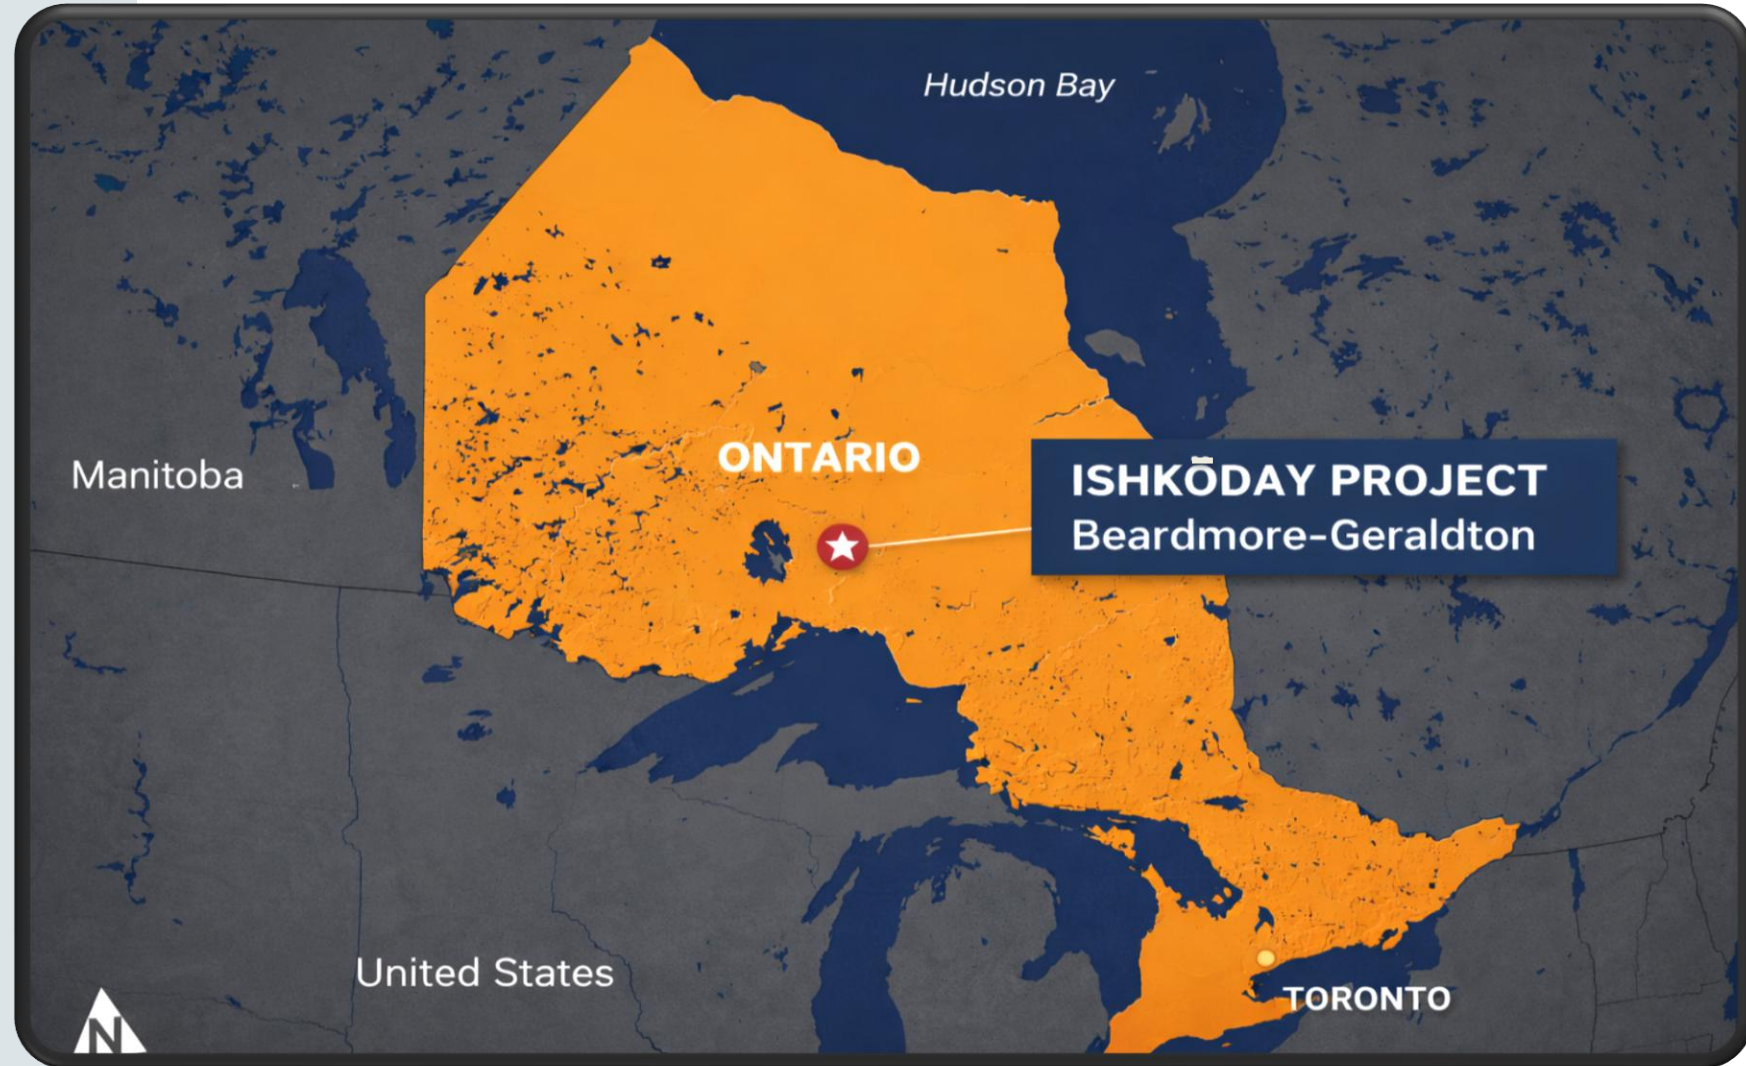 Hudson Bay
ONTARIO
Manitoba
ISHKŌDAY PROJECT
Beardmore-Geraldton
United States
TORONTO
N